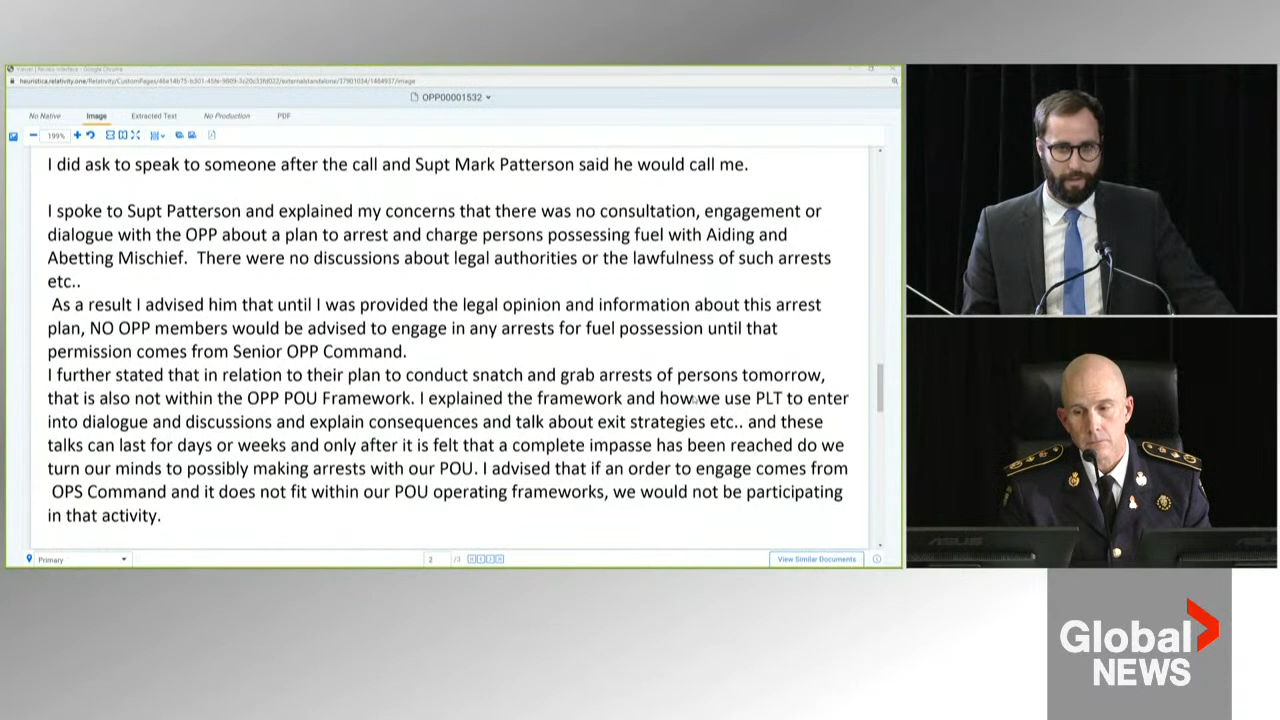 OPP00001532
No Native
Image
Extracted Text
No Production
PDF
199%
I did ask to speak to someone after the call and Supt Mark Patterson said he would call me.
I spoke to Supt Patterson and explained my concerns that there was no consultation, engagement or
dialogue with the OPP about a plan to arrest and charge persons possessing fuel with Aiding and
Abetting Mischief.  There were no discussions about legal authorities or the lawfulness of such arrests
etc..
As a result I advised him that until I was provided the legal opinion and information about this arrest
plan, NO OPP members would be advised to engage in any arrests for fuel possession until that
permission comes from Senior OPP Command.
I further stated that in relation to their plan to conduct snatch and grab arrests of persons tomorrow,
that is also not within the OPP POU Framework. I explained the framework and how we use PLT to enter
into dialogue and discussions and explain consequences and talk about exit strategies etc.. and these
talks can last for days or weeks and only after it is felt that a complete impasse has been reached do we
turn our minds to possibly making arrests with our POU. I advised that if an order to engage comes from
OPS Command and it does not fit within our POU operating frameworks, we would not be participating
in that activity.
Primary
2
/3
View Similar Documents
ASUS
Global
NEWS